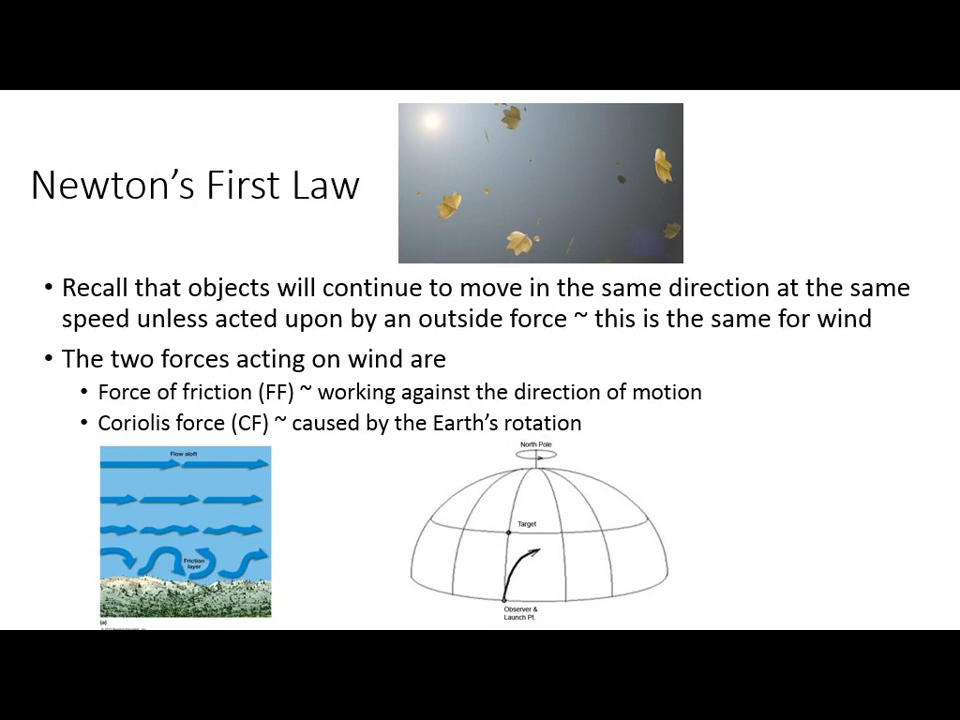 Newton's First Law
• Recall that objects will continue to move in the same direction at the same
speed unless acted upon by an outside force ~ this is the same for wind
• The two forces acting on wind are
• Force of friction (FF) ~ working against the direction of motion
• Coriolis force (CF) ~ caused by the Earth's rotation
Flow aloft
Friction
layer
(a)
North Pole
Target
Observer &
Launch Pt.